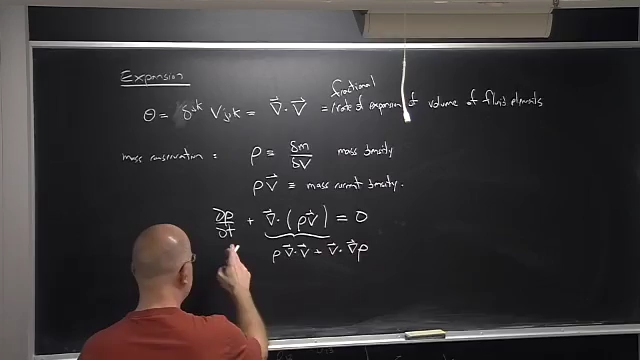 Expansion
fractional
θ = δ^{jk} V_{j,k} = ∇⃗ · V⃗ = rate of expansion of volume of fluid elements
mass conservation : ρ ≡ δm/δV mass density
ρV⃗ ≡ mass current density.
∂ρ/∂t + ∇⃗ · (ρV⃗) = 0
ρ∇⃗ · V⃗ + V⃗ · ∇⃗ρ